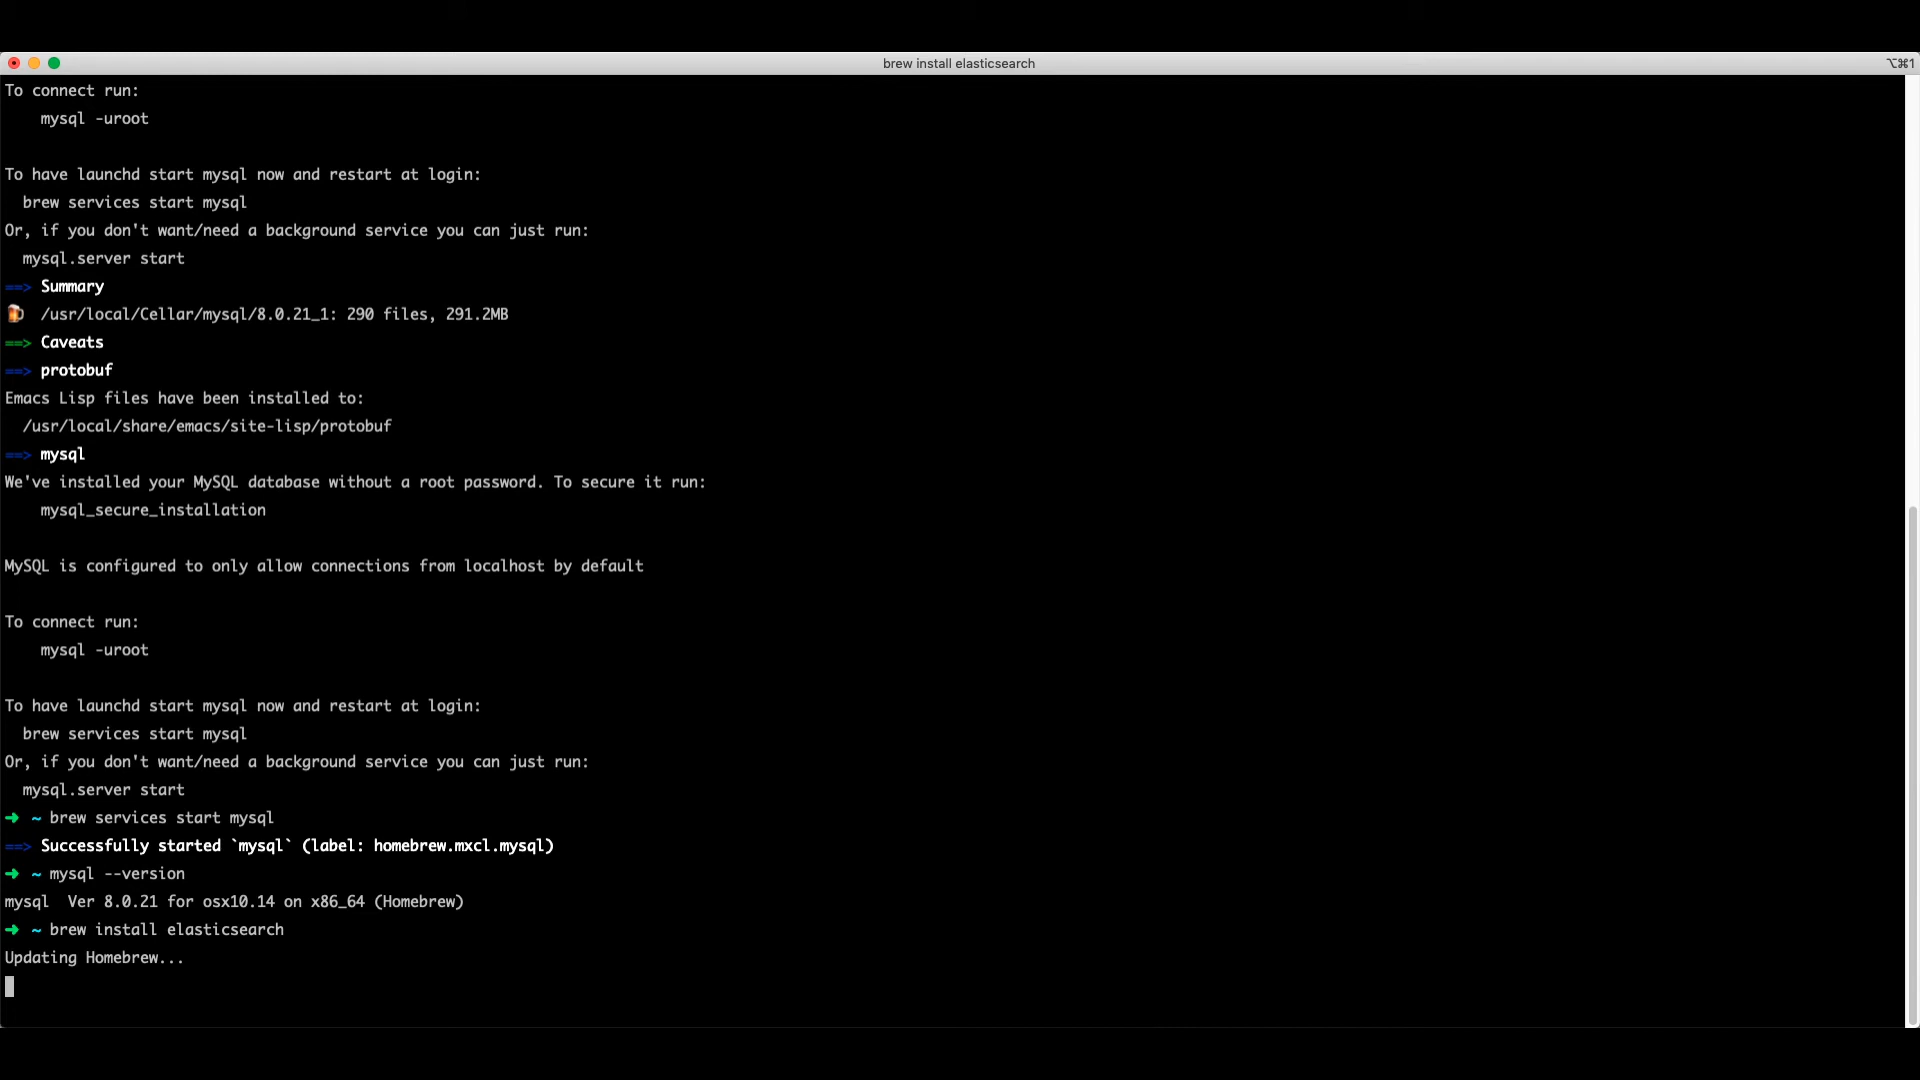 brew install elasticsearch
⌥⌘1
To connect run:
    mysql -uroot

To have launchd start mysql now and restart at login:
  brew services start mysql
Or, if you don't want/need a background service you can just run:
  mysql.server start
==> Summary
🍺  /usr/local/Cellar/mysql/8.0.21_1: 290 files, 291.2MB
==> Caveats
==> protobuf
Emacs Lisp files have been installed to:
  /usr/local/share/emacs/site-lisp/protobuf
==> mysql
We've installed your MySQL database without a root password. To secure it run:
    mysql_secure_installation

MySQL is configured to only allow connections from localhost by default

To connect run:
    mysql -uroot

To have launchd start mysql now and restart at login:
  brew services start mysql
Or, if you don't want/need a background service you can just run:
  mysql.server start
➜ ~ brew services start mysql
==> Successfully started `mysql` (label: homebrew.mxcl.mysql)
➜ ~ mysql --version
mysql  Ver 8.0.21 for osx10.14 on x86_64 (Homebrew)
➜ ~ brew install elasticsearch
Updating Homebrew...